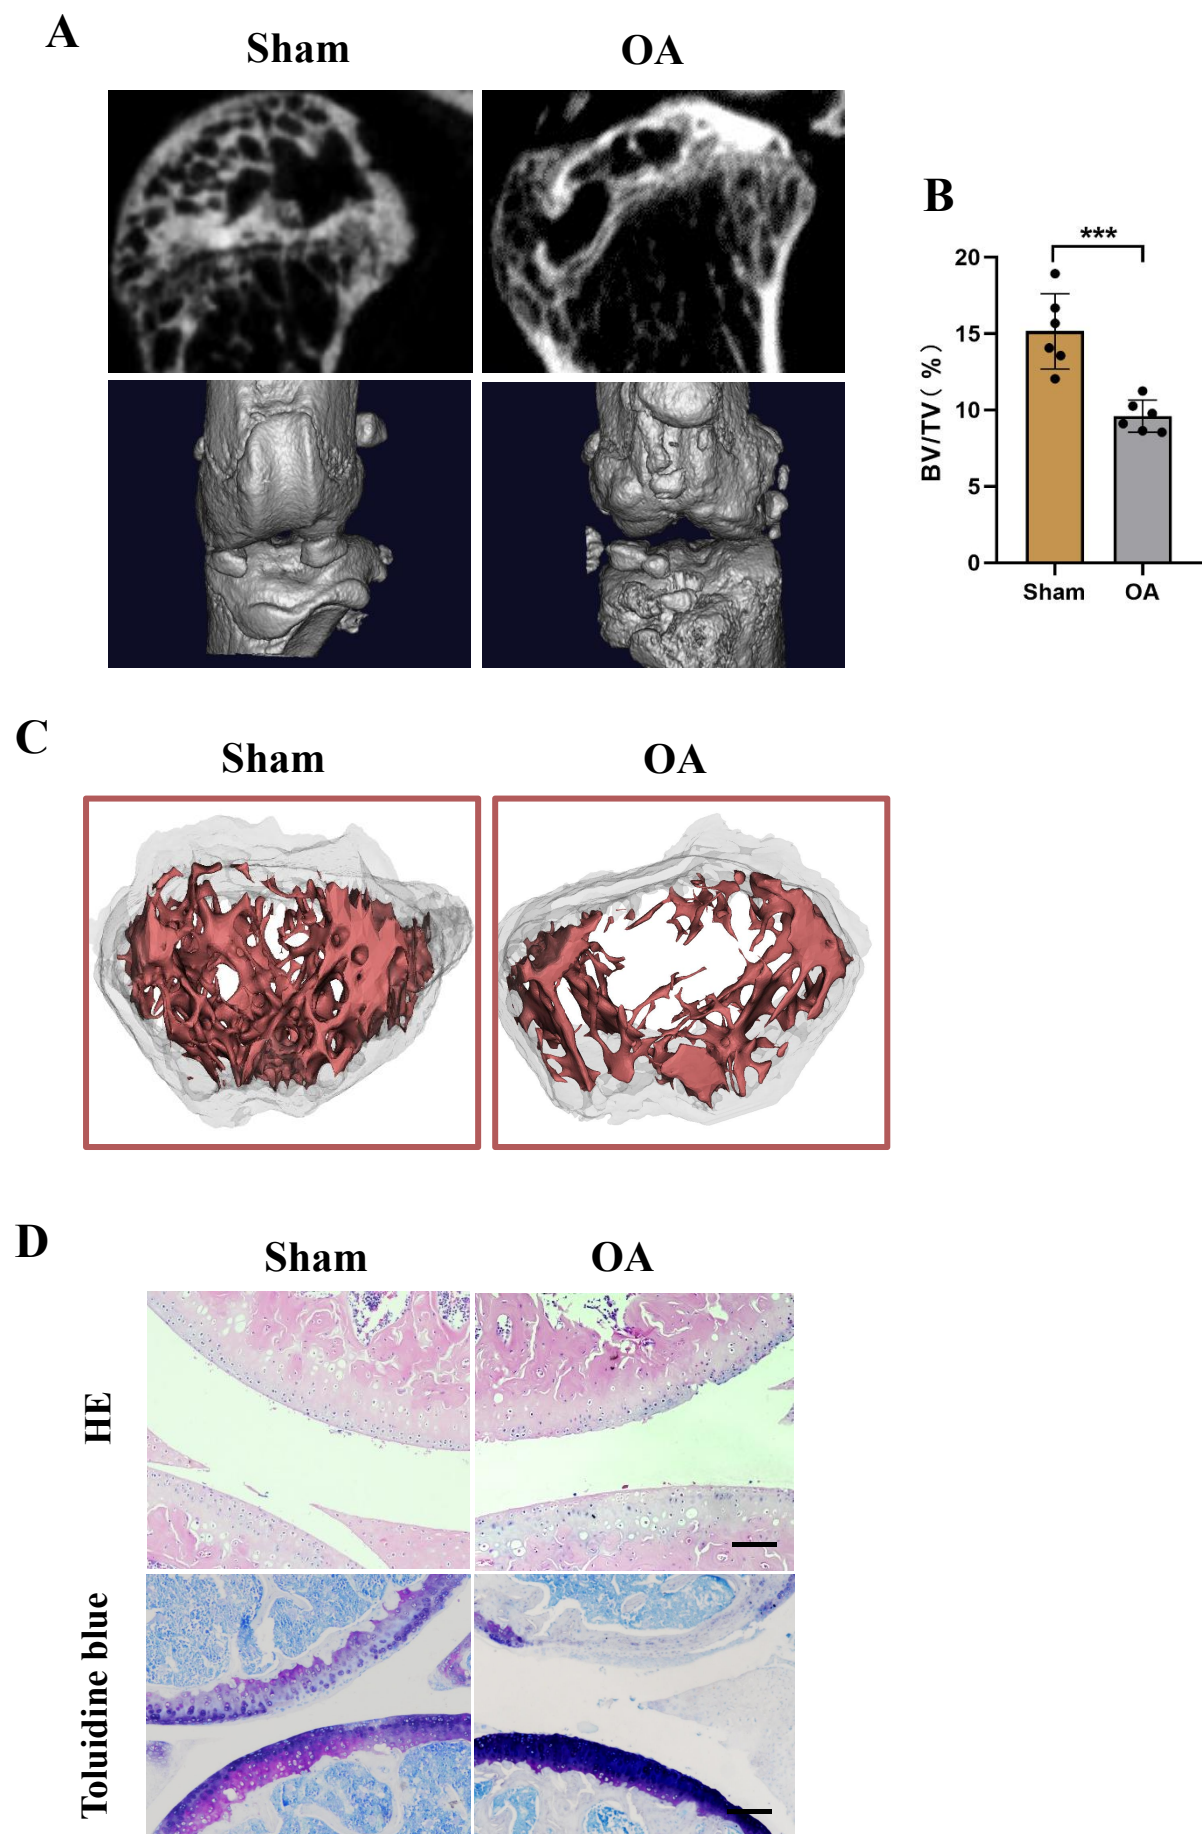 A
Sham
OA
B
***
20
15
10
5
0
BV/TV（%）
Sham
OA
C
Sham
OA
D
Sham
OA
HE
Toluidine blue